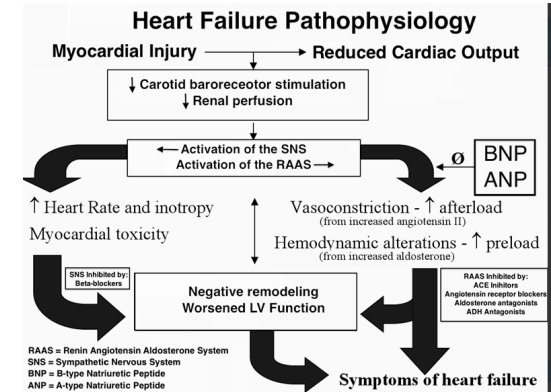 Heart Failure Pathophysiology
Myocardial Injury → Reduced Cardiac Output
↓ Carotid baroreceotor stimulation
↓ Renal perfusion
← Activation of the SNS
Activation of the RAAS →
Ø
BNP
ANP
↑ Heart Rate and inotropy
Myocardial toxicity
Vasoconstriction - ↑ afterload
(from increased angiotensin II)
Hemodynamic alterations - ↑ preload
(from increased aldosterone)
SNS Inhibited by:
Beta-blockers
Negative remodeling
Worsened LV Function
RAAS Inhibited by:
ACE Inihitors
Angiotensin receptor blockers
Aldosterone antagonists
ADH Antagonists
RAAS = Renin Angiotensin Aldosterone System
SNS = Sympathetic Nervous System
BNP = B-type Natriuretic Peptide
ANP = A-type Natriuretic Peptide
Symptoms of heart failure